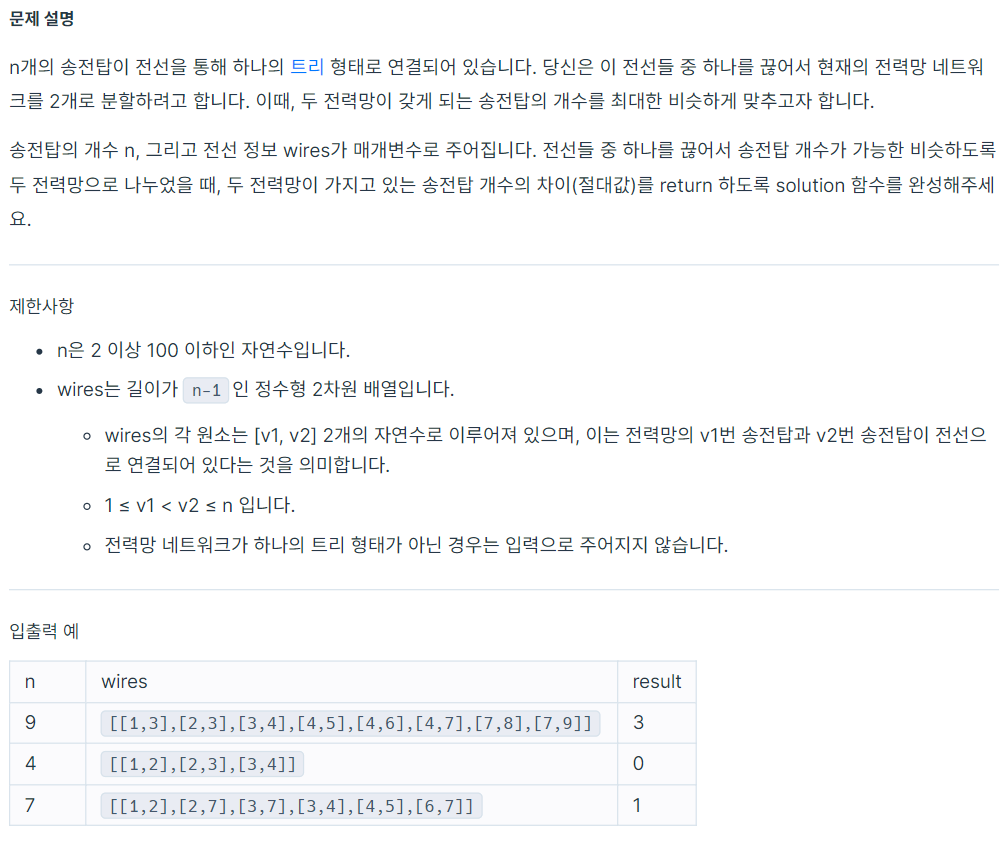 문제 설명
n개의 송전탑이 전선을 통해 하나의 트리 형태로 연결되어 있습니다. 당신은 이 전선들 중 하나를 끊어서 현재의 전력망 네트워
크를 2개로 분할하려고 합니다. 이때, 두 전력망이 갖게 되는 송전탑의 개수를 최대한 비슷하게 맞추고자 합니다.
송전탑의 개수 n, 그리고 전선 정보 wires가 매개변수로 주어집니다. 전선들 중 하나를 끊어서 송전탑 개수가 가능한 비슷하도록
두 전력망으로 나누었을 때, 두 전력망이 가지고 있는 송전탑 개수의 차이(절대값)를 return 하도록 solution 함수를 완성해주세
요.
제한사항
• n은 2 이상 100 이하인 자연수입니다.
• wires는 길이가 n-1 인 정수형 2차원 배열입니다.
◦ wires의 각 원소는 [v1, v2] 2개의 자연수로 이루어져 있으며, 이는 전력망의 v1번 송전탑과 v2번 송전탑이 전선으
로 연결되어 있다는 것을 의미합니다.
◦ 1 ≤ v1 < v2 ≤ n 입니다.
◦ 전력망 네트워크가 하나의 트리 형태가 아닌 경우는 입력으로 주어지지 않습니다.
입출력 예
n wires result
9 [[1,3],[2,3],[3,4],[4,5],[4,6],[4,7],[7,8],[7,9]] 3
4 [[1,2],[2,3],[3,4]] 0
7 [[1,2],[2,7],[3,7],[3,4],[4,5],[6,7]] 1